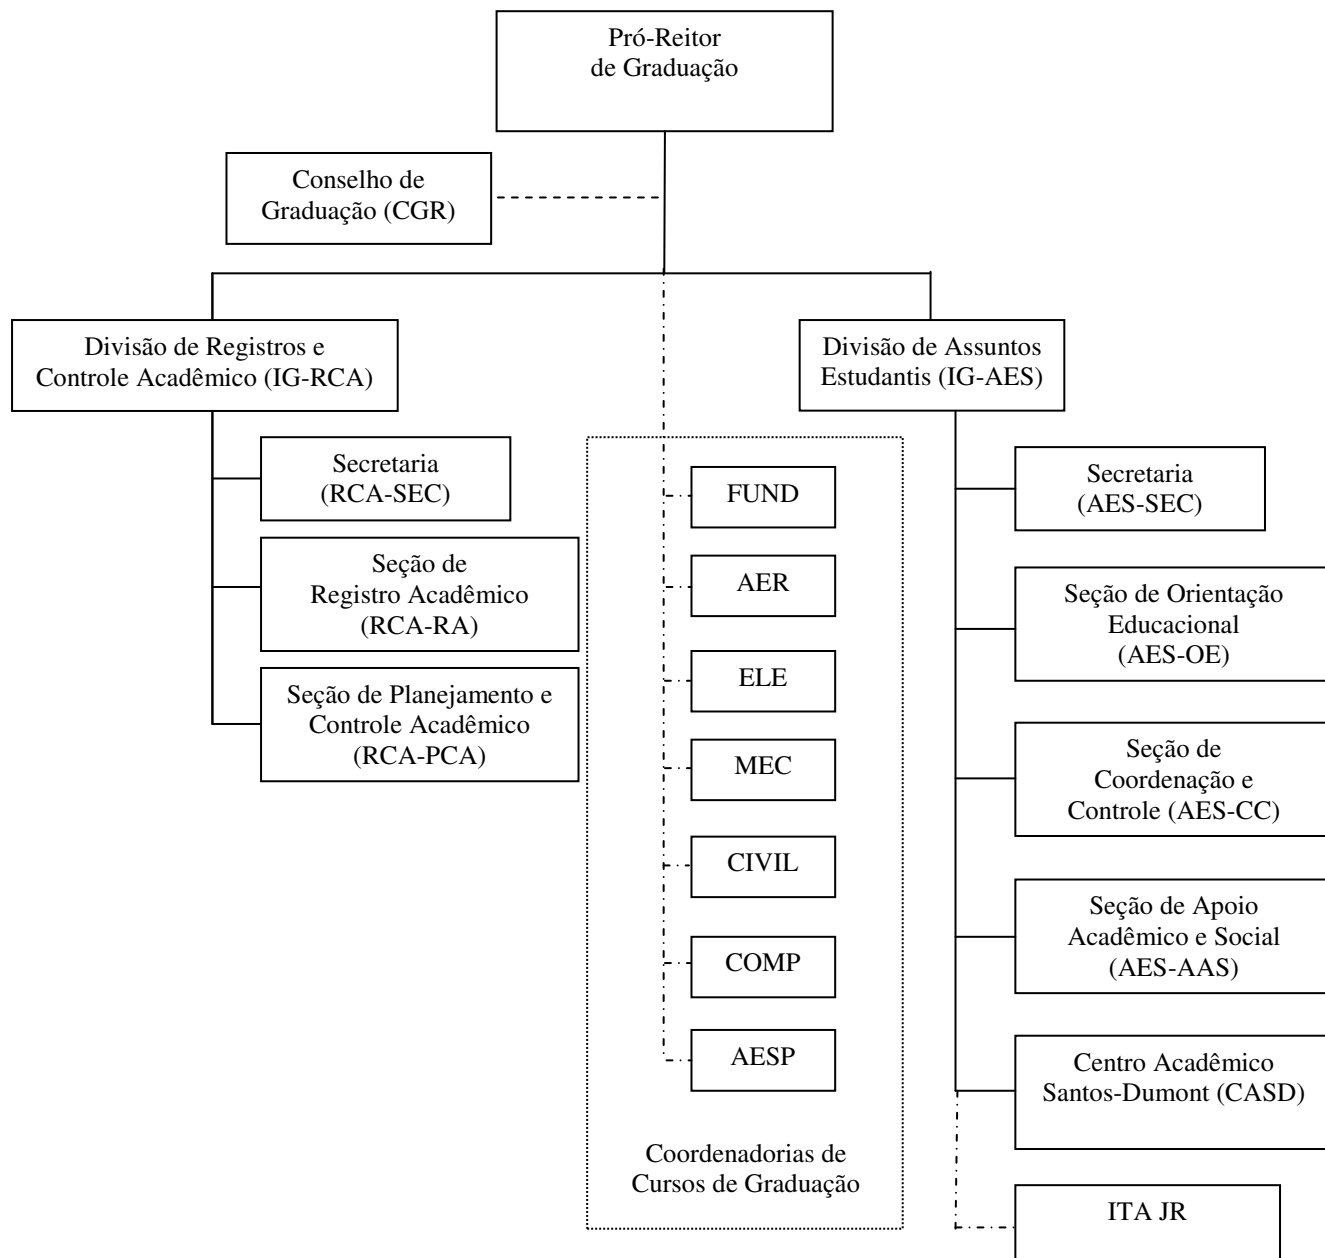 Pró-Reitor
de Graduação
Conselho de
Graduação (CGR)
Divisão de Registros e
Controle Acadêmico (IG-RCA)
Secretaria
(RCA-SEC)
Seção de
Registro Acadêmico
(RCA-RA)
Seção de Planejamento e
Controle Acadêmico
(RCA-PCA)
FUND
AER
ELE
MEC
CIVIL
COMP
AESP
Coordenadorias de
Cursos de Graduação
Divisão de Assuntos
Estudantis (IG-AES)
Secretaria
(AES-SEC)
Seção de Orientação
Educacional
(AES-OE)
Seção de
Coordenação e
Controle (AES-CC)
Seção de Apoio
Acadêmico e Social
(AES-AAS)
Centro Acadêmico
Santos-Dumont (CASD)
ITA JR